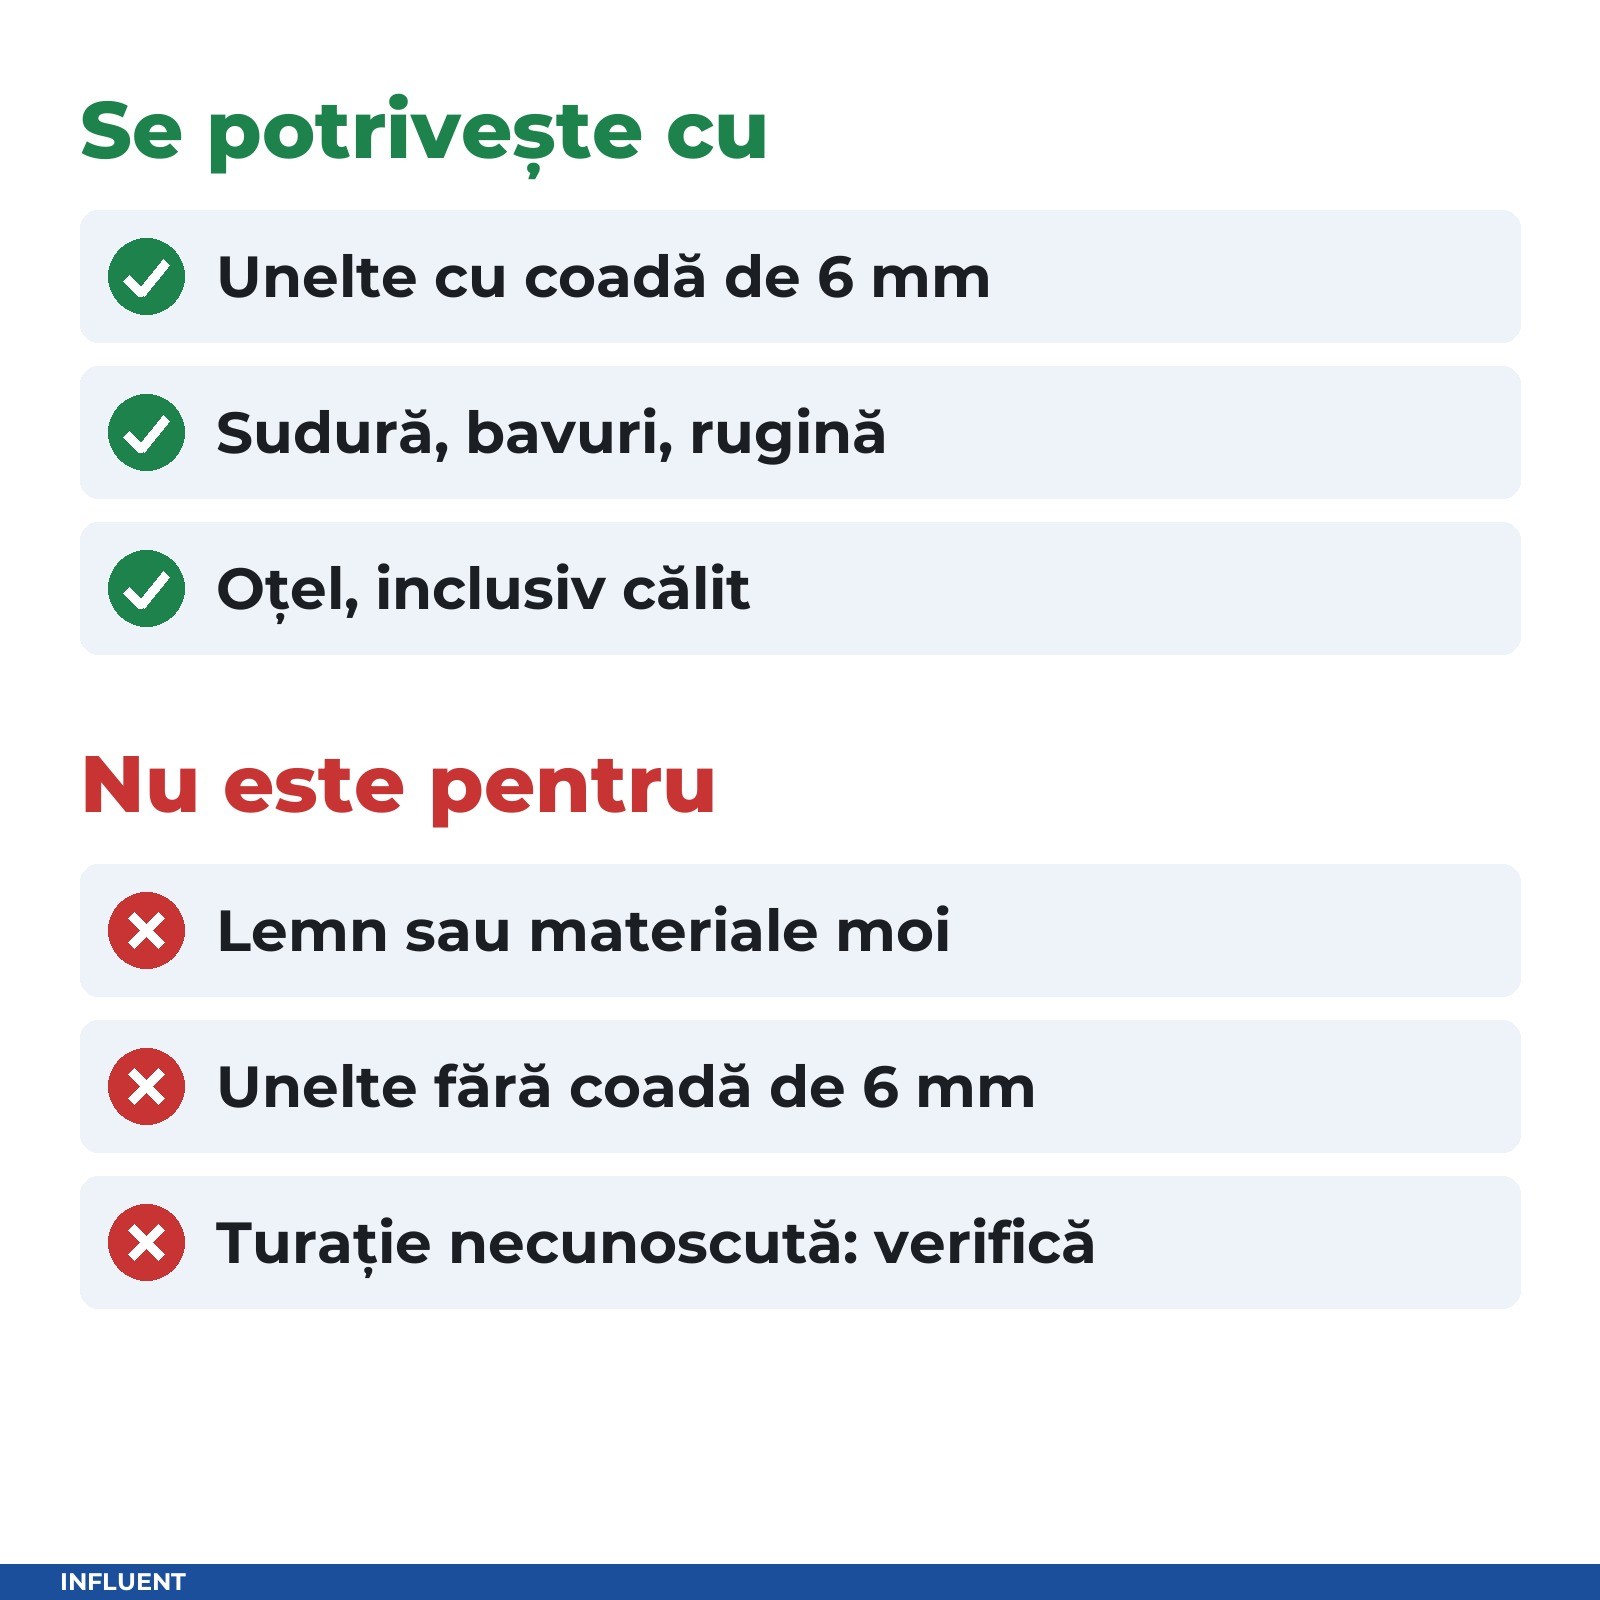 Se potrivește cu
Unelte cu coadă de 6 mm
Sudură, bavuri, rugină
Oțel, inclusiv călit
Nu este pentru
Lemn sau materiale moi
Unelte fără coadă de 6 mm
Turație necunoscută: verifică
INFLUENT